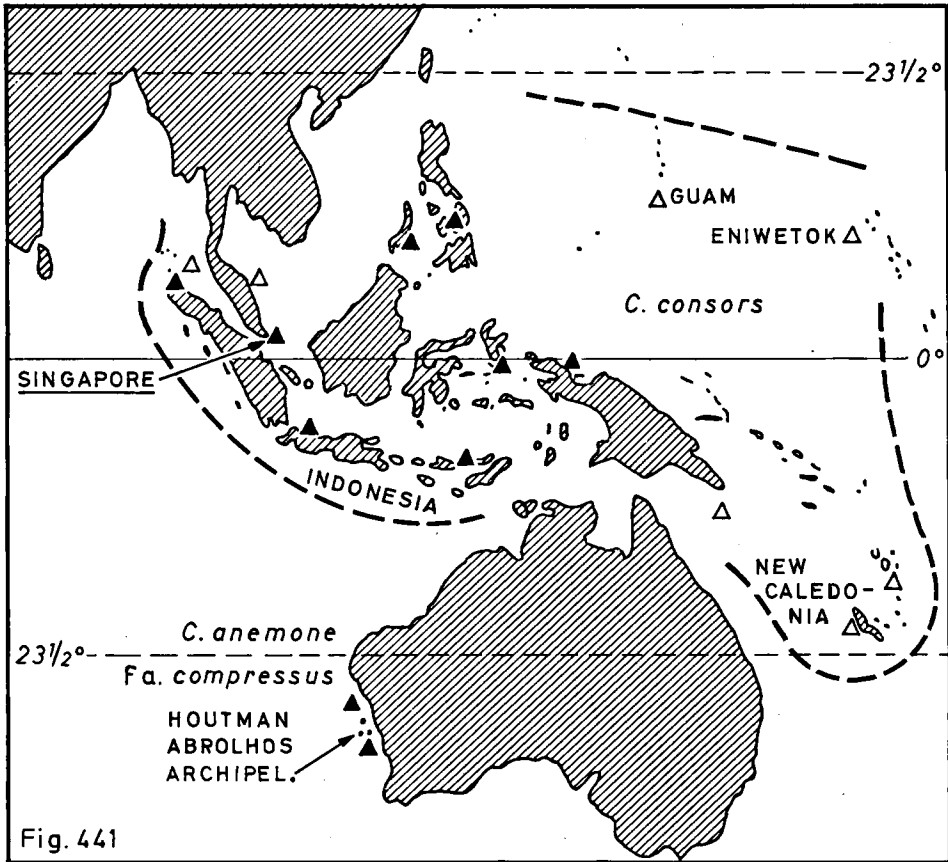 23½°
GUAM
ENIWETOK
C. consors
SINGAPORE
0°
INDONESIA
NEW
CALEDO-
NIA
C. anemone
23½°
Fa. compressus
HOUTMAN
ABROLHOS
ARCHIPEL.
Fig. 441